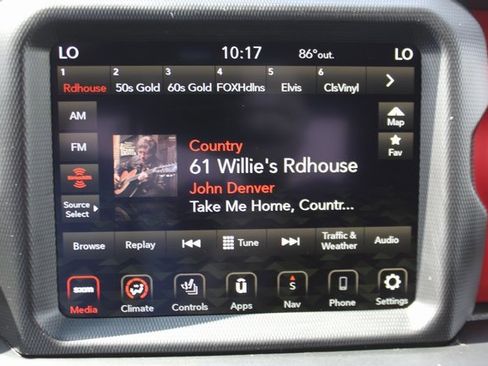 LO 10:17 86°out. LO
1 2 3 4 5 6
Rdhouse 50s Gold 60s Gold FOXHdlns Elvis ClsVinyl
AM
Map
FM
Fav
Country
61 Willie's Rdhouse
John Denver
Take Me Home, Countr...
Source
Select
Browse Replay Tune Traffic & Weather Audio
SXM
Media Climate Controls Apps Nav Phone Settings